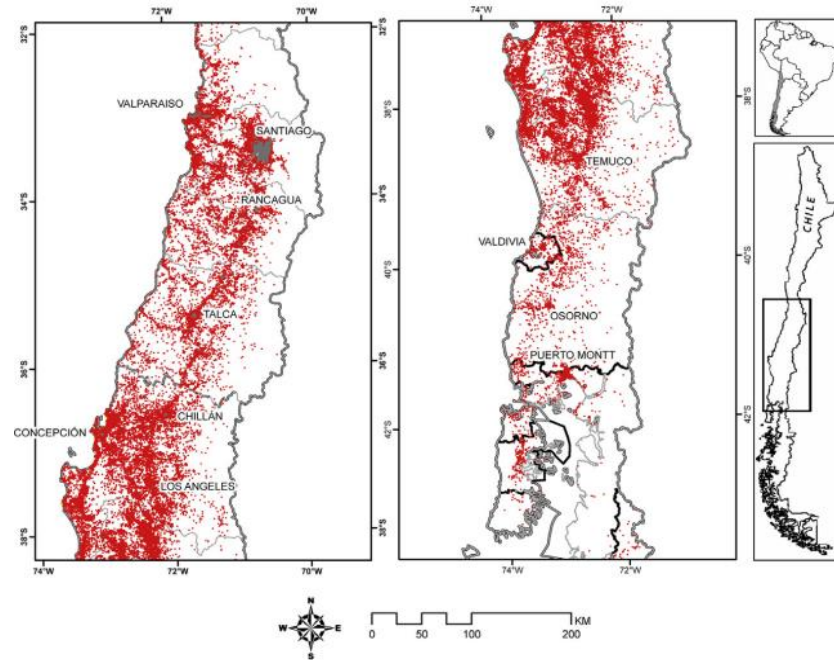 72°W
70°W
32°S
VALPARAISO
SANTIAGO
34°S
34°S
RANCAGUA
TALCA
36°S
36°S
CHILLÁN
CONCEPCIÓN
LOS ANGELES
38°S
38°S
74°W
72°W
70°W
74°W
72°W
32°S
38°S
38°S
TEMUCO
VALDIVIA
40°S
40°S
OSORNO
PUERTO MONTT
42°S
42°S
74°W
72°W
CHILE
N
W
E
S
KM
0
50
100
200